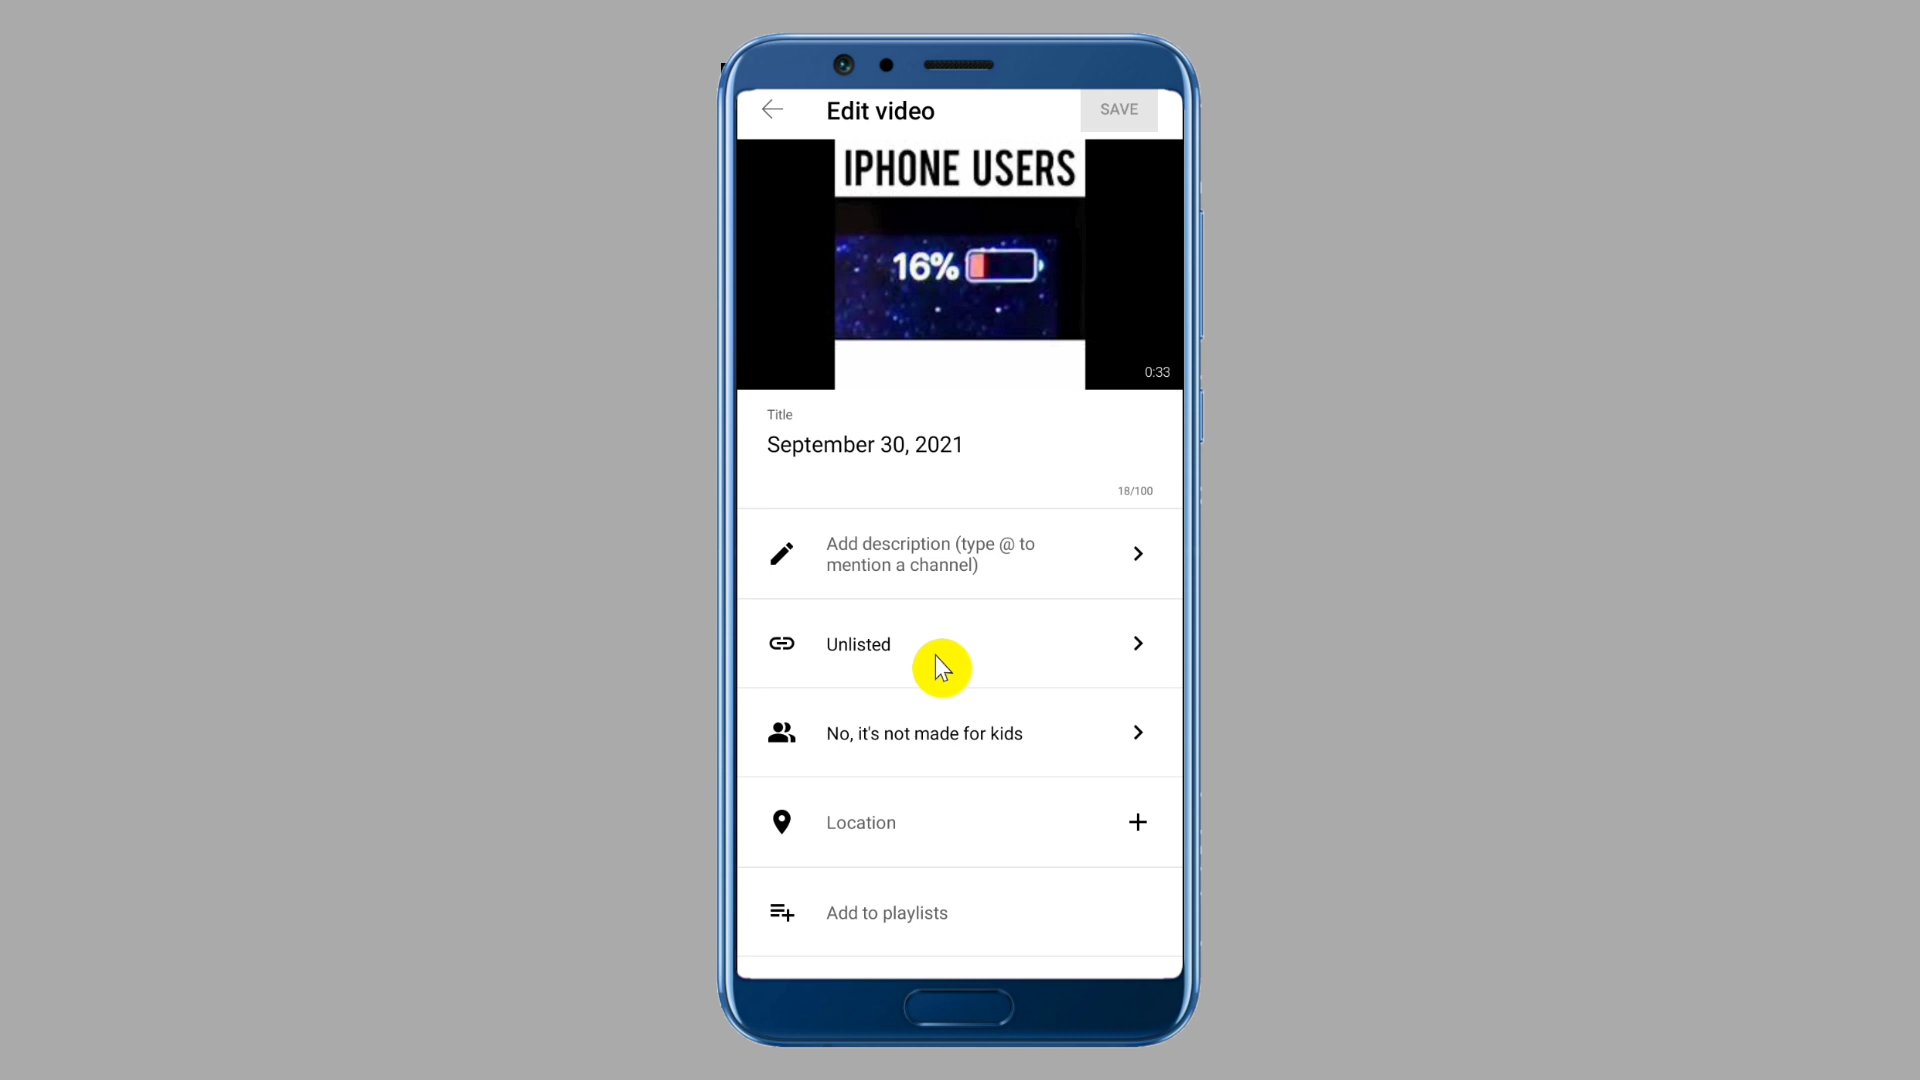 Edit video
SAVE
IPHONE USERS
16%
0:33
Title
September 30, 2021
18/100
Add description (type @ to
mention a channel)
Unlisted
No, it's not made for kids
Location
Add to playlists